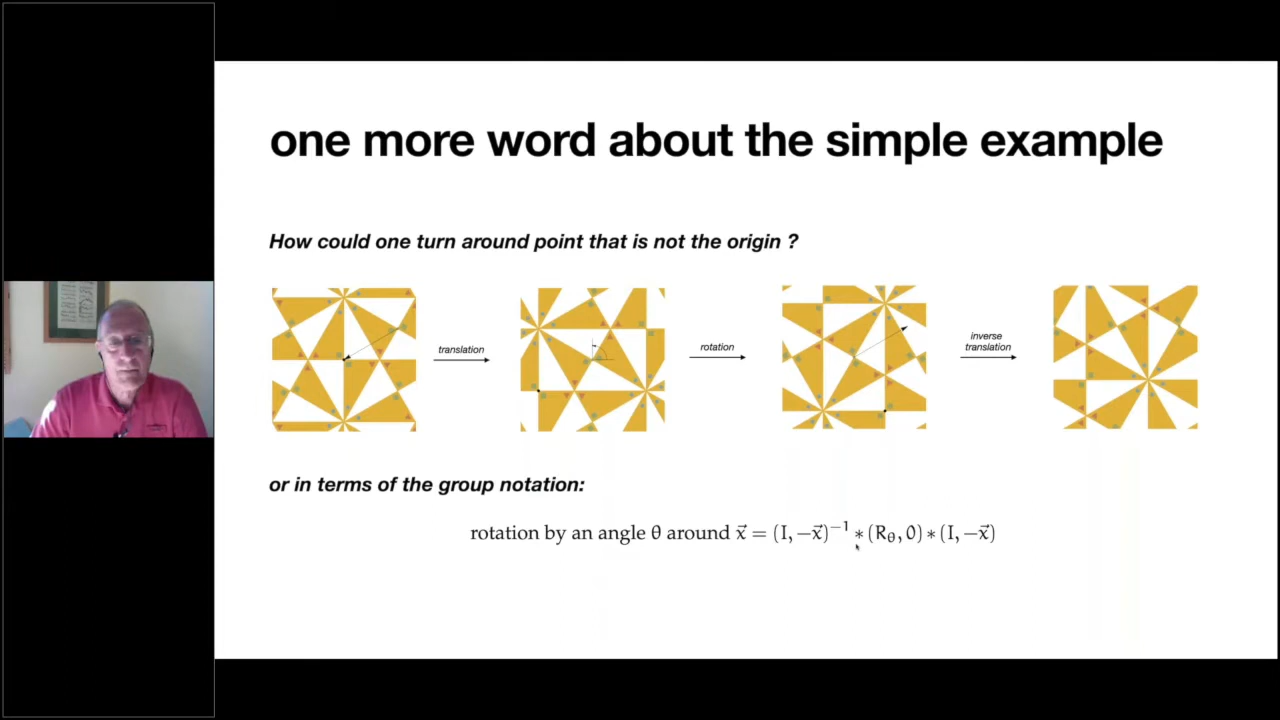 one more word about the simple example
How could one turn around point that is not the origin ?
translation
rotation
inverse
translation
or in terms of the group notation:
rotation by an angle θ around x⃗ = (I, −x⃗)⁻¹ ∗ (R_θ, 0) ∗ (I, −x⃗)